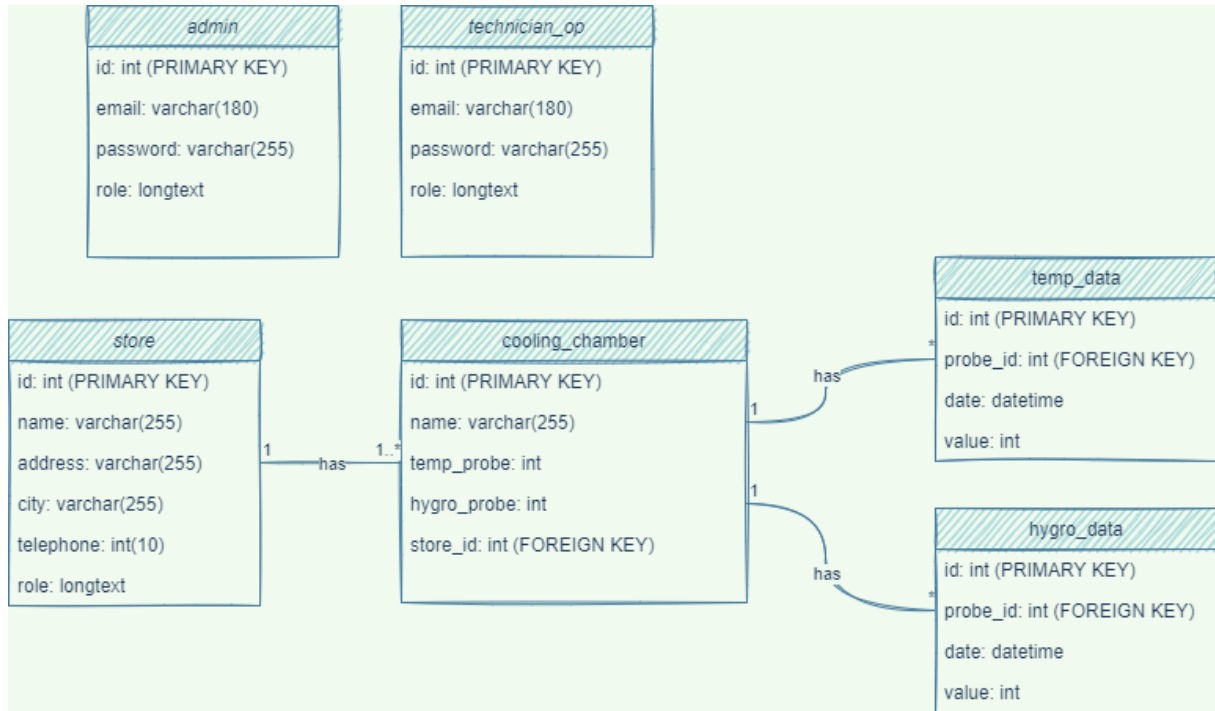 admin
id: int (PRIMARY KEY)
email: varchar(180)
password: varchar(255)
role: longtext
technician_op
id: int (PRIMARY KEY)
email: varchar(180)
password: varchar(255)
role: longtext
store
id: int (PRIMARY KEY)
name: varchar(255)
address: varchar(255)
city: varchar(255)
telephone: int(10)
role: longtext
1
has
1..*
cooling_chamber
id: int (PRIMARY KEY)
name: varchar(255)
temp_probe: int
hygro_probe: int
store_id: int (FOREIGN KEY)
1
has
*
1
has
*
temp_data
id: int (PRIMARY KEY)
probe_id: int (FOREIGN KEY)
date: datetime
value: int
hygro_data
id: int (PRIMARY KEY)
probe_id: int (FOREIGN KEY)
date: datetime
value: int